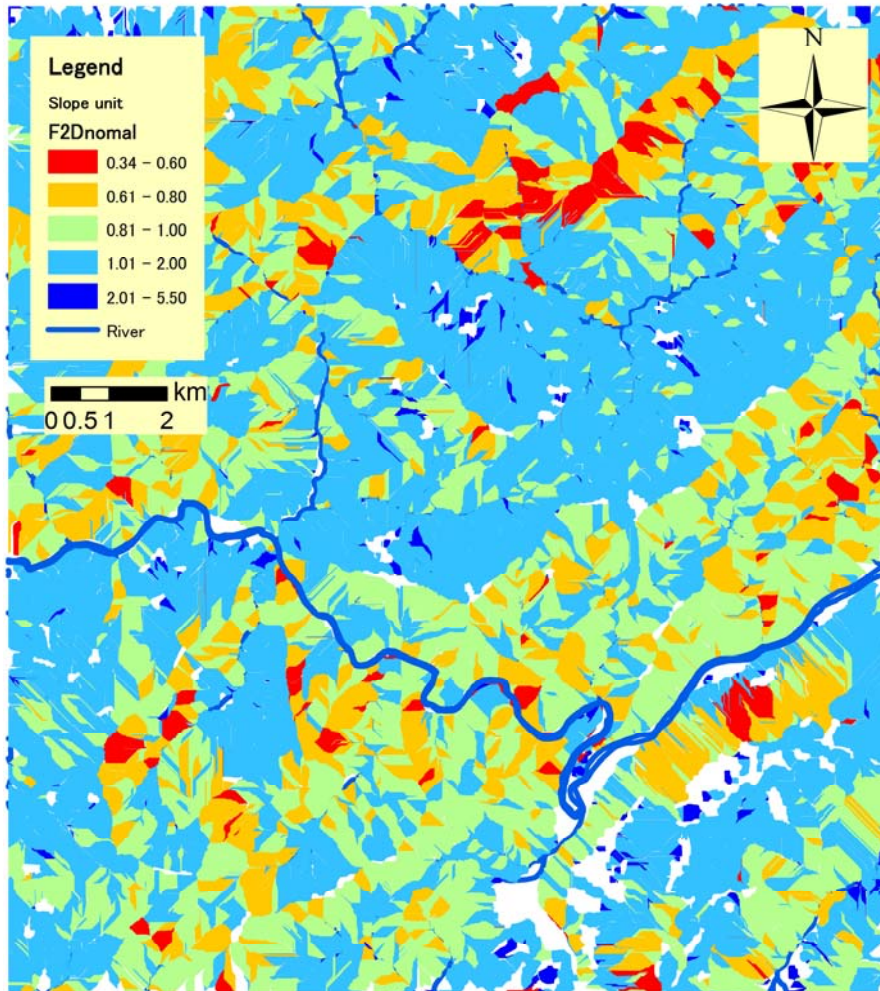 Legend
Slope unit
F2Dnomal
0.34 - 0.60
0.61 - 0.80
0.81 - 1.00
1.01 - 2.00
2.01 - 5.50
River
km
0 0.5 1 2
N